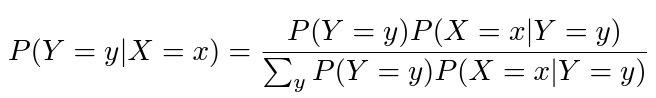 P(Y = y|X = x) = \frac{P(Y = y)P(X = x|Y = y)}{\sum_y P(Y = y)P(X = x|Y = y)}